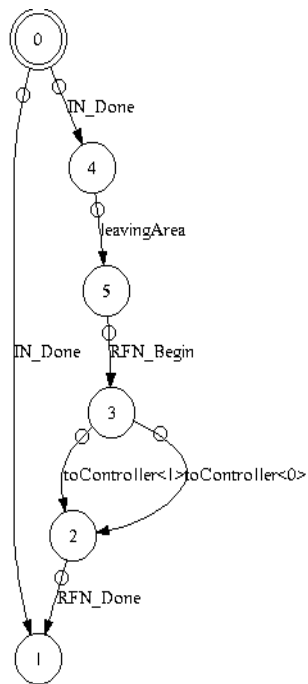 0
IN_Done
4
leavingArea
5
IN_Done
RFN_Begin
3
toController<1>toController<0>
2
RFN_Done
1